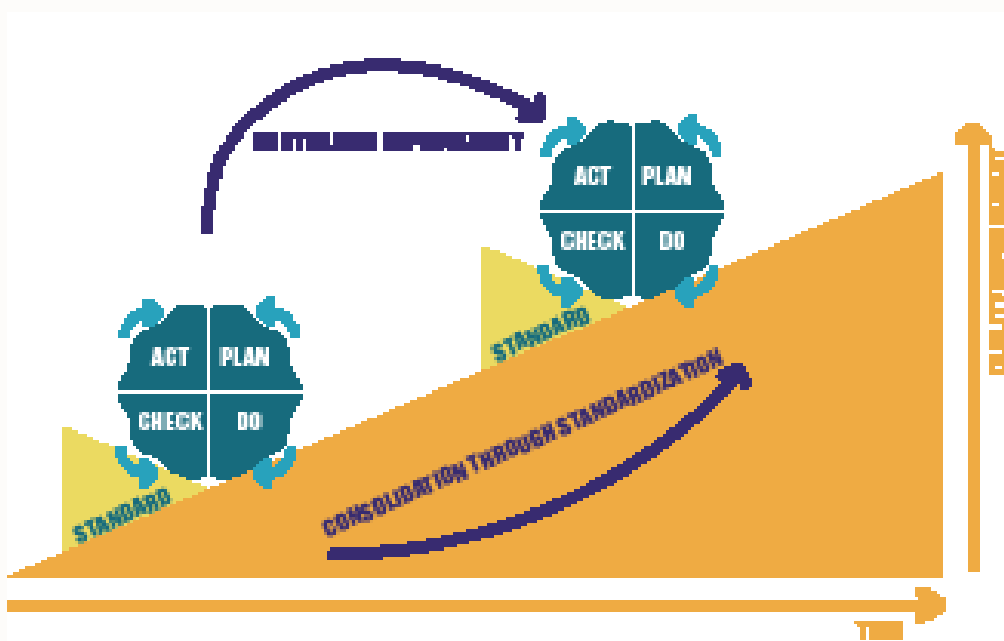 ACT PLAN
CHECK DO
STANDARD
ACT PLAN
CHECK DO
STANDARD
CONSOLIDATION THROUGH STANDARDIZATION